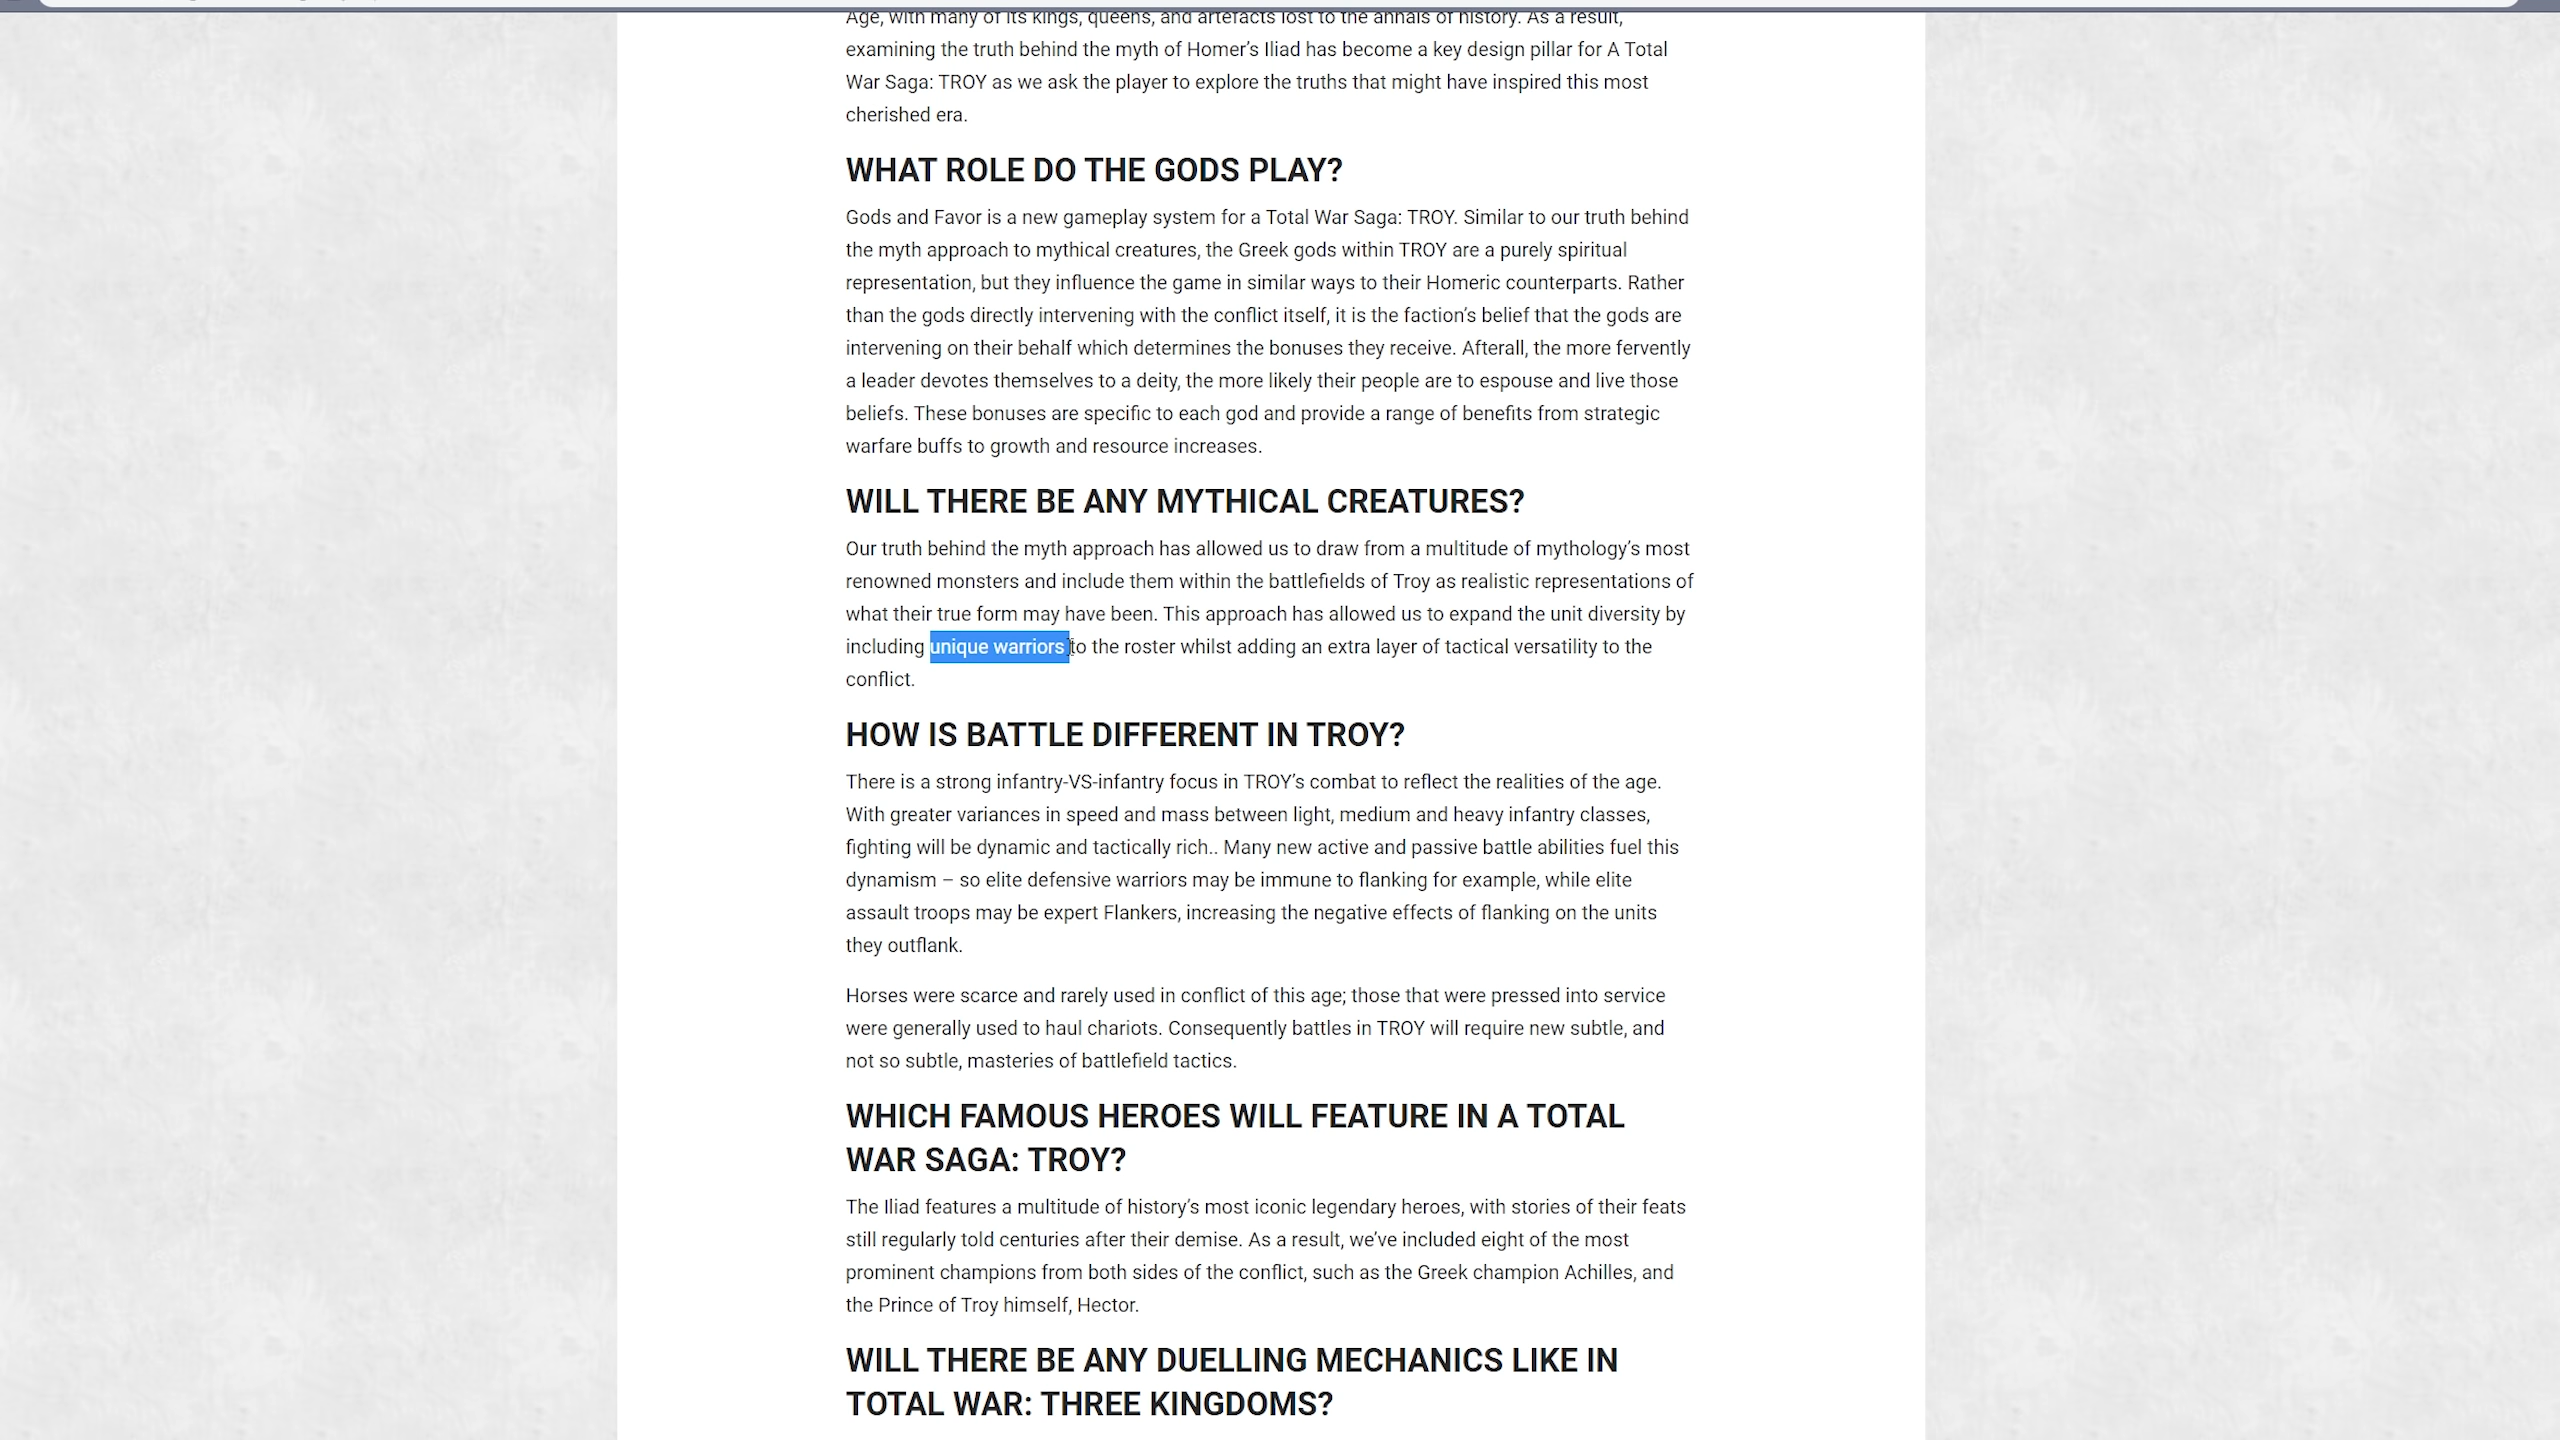 Age, with many of its kings, queens, and artefacts lost to the annals of history. As a result,
examining the truth behind the myth of Homer’s Iliad has become a key design pillar for A Total
War Saga: TROY as we ask the player to explore the truths that might have inspired this most
cherished era.
WHAT ROLE DO THE GODS PLAY?
Gods and Favor is a new gameplay system for a Total War Saga: TROY. Similar to our truth behind
the myth approach to mythical creatures, the Greek gods within TROY are a purely spiritual
representation, but they influence the game in similar ways to their Homeric counterparts. Rather
than the gods directly intervening with the conflict itself, it is the faction’s belief that the gods are
intervening on their behalf which determines the bonuses they receive. Afterall, the more fervently
a leader devotes themselves to a deity, the more likely their people are to espouse and live those
beliefs. These bonuses are specific to each god and provide a range of benefits from strategic
warfare buffs to growth and resource increases.
WILL THERE BE ANY MYTHICAL CREATURES?
Our truth behind the myth approach has allowed us to draw from a multitude of mythology’s most
renowned monsters and include them within the battlefields of Troy as realistic representations of
what their true form may have been. This approach has allowed us to expand the unit diversity by
including unique warriors to the roster whilst adding an extra layer of tactical versatility to the
conflict.
HOW IS BATTLE DIFFERENT IN TROY?
There is a strong infantry-VS-infantry focus in TROY’s combat to reflect the realities of the age.
With greater variances in speed and mass between light, medium and heavy infantry classes,
fighting will be dynamic and tactically rich.. Many new active and passive battle abilities fuel this
dynamism – so elite defensive warriors may be immune to flanking for example, while elite
assault troops may be expert Flankers, increasing the negative effects of flanking on the units
they outflank.
Horses were scarce and rarely used in conflict of this age; those that were pressed into service
were generally used to haul chariots. Consequently battles in TROY will require new subtle, and
not so subtle, masteries of battlefield tactics.
WHICH FAMOUS HEROES WILL FEATURE IN A TOTAL
WAR SAGA: TROY?
The Iliad features a multitude of history’s most iconic legendary heroes, with stories of their feats
still regularly told centuries after their demise. As a result, we’ve included eight of the most
prominent champions from both sides of the conflict, such as the Greek champion Achilles, and
the Prince of Troy himself, Hector.
WILL THERE BE ANY DUELLING MECHANICS LIKE IN
TOTAL WAR: THREE KINGDOMS?